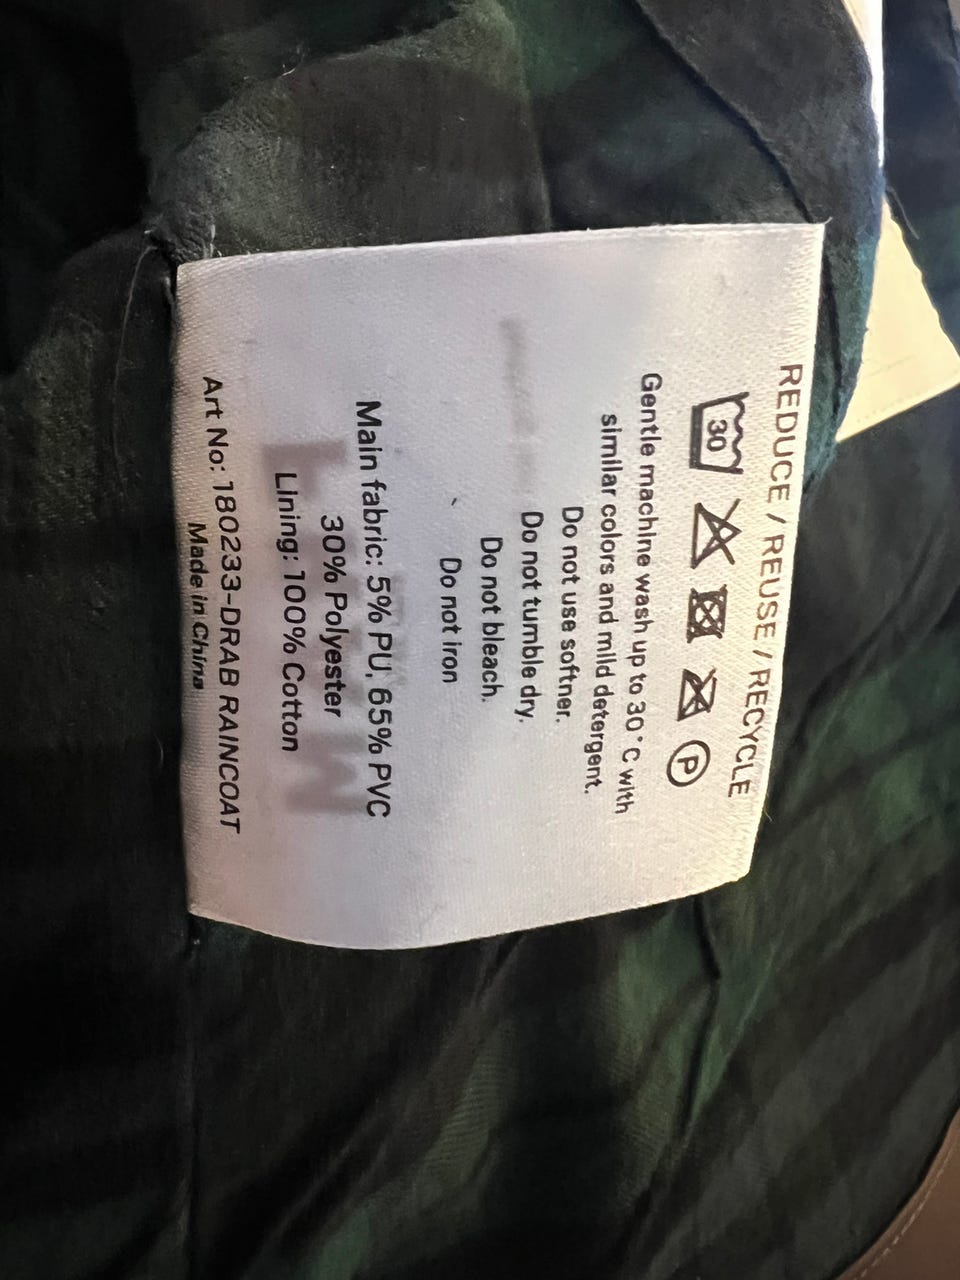 REDUCE / REUSE / RECYCLE
30 P
Gentle machine wash up to 30°C with
similar colors and mild detergent.
Do not use softner.
Do not tumble dry.
Do not bleach.
Do not iron
Main fabric: 5% PU, 65% PVC
30% Polyester
Lining: 100% Cotton
Art No: 180233-DRAB RAINCOAT
Made in China